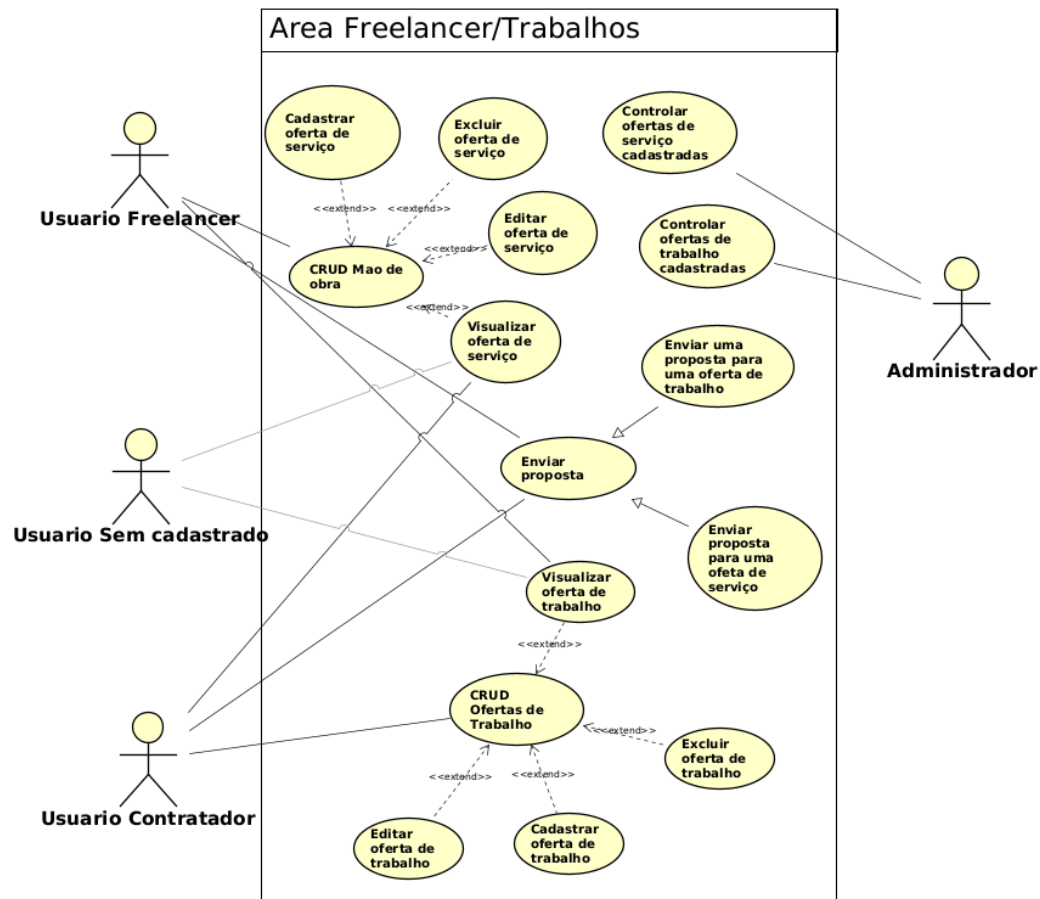 Area Freelancer/Trabalhos
Cadastrar
oferta de
serviço
Excluir
oferta de
serviço
Controlar
ofertas de
serviço
cadastradas
Usuario Freelancer
<<extend>>
<<extend>>
Editar
oferta de
serviço
Controlar
ofertas de
trabalho
cadastradas
<<extend>>
CRUD Mao de
obra
<<extend>>
Visualizar
oferta de
serviço
Enviar uma
proposta para
uma oferta de
trabalho
Administrador
Enviar
proposta
Usuario Sem cadastrado
Enviar
proposta
para uma
ofeta de
serviço
Visualizar
oferta de
trabalho
<<extend>>
CRUD
Ofertas de
Trabalho
<<extend>>
Excluir
oferta de
trabalho
<<extend>>
<<extend>>
Usuario Contratador
Editar
oferta de
trabalho
Cadastrar
oferta de
trabalho